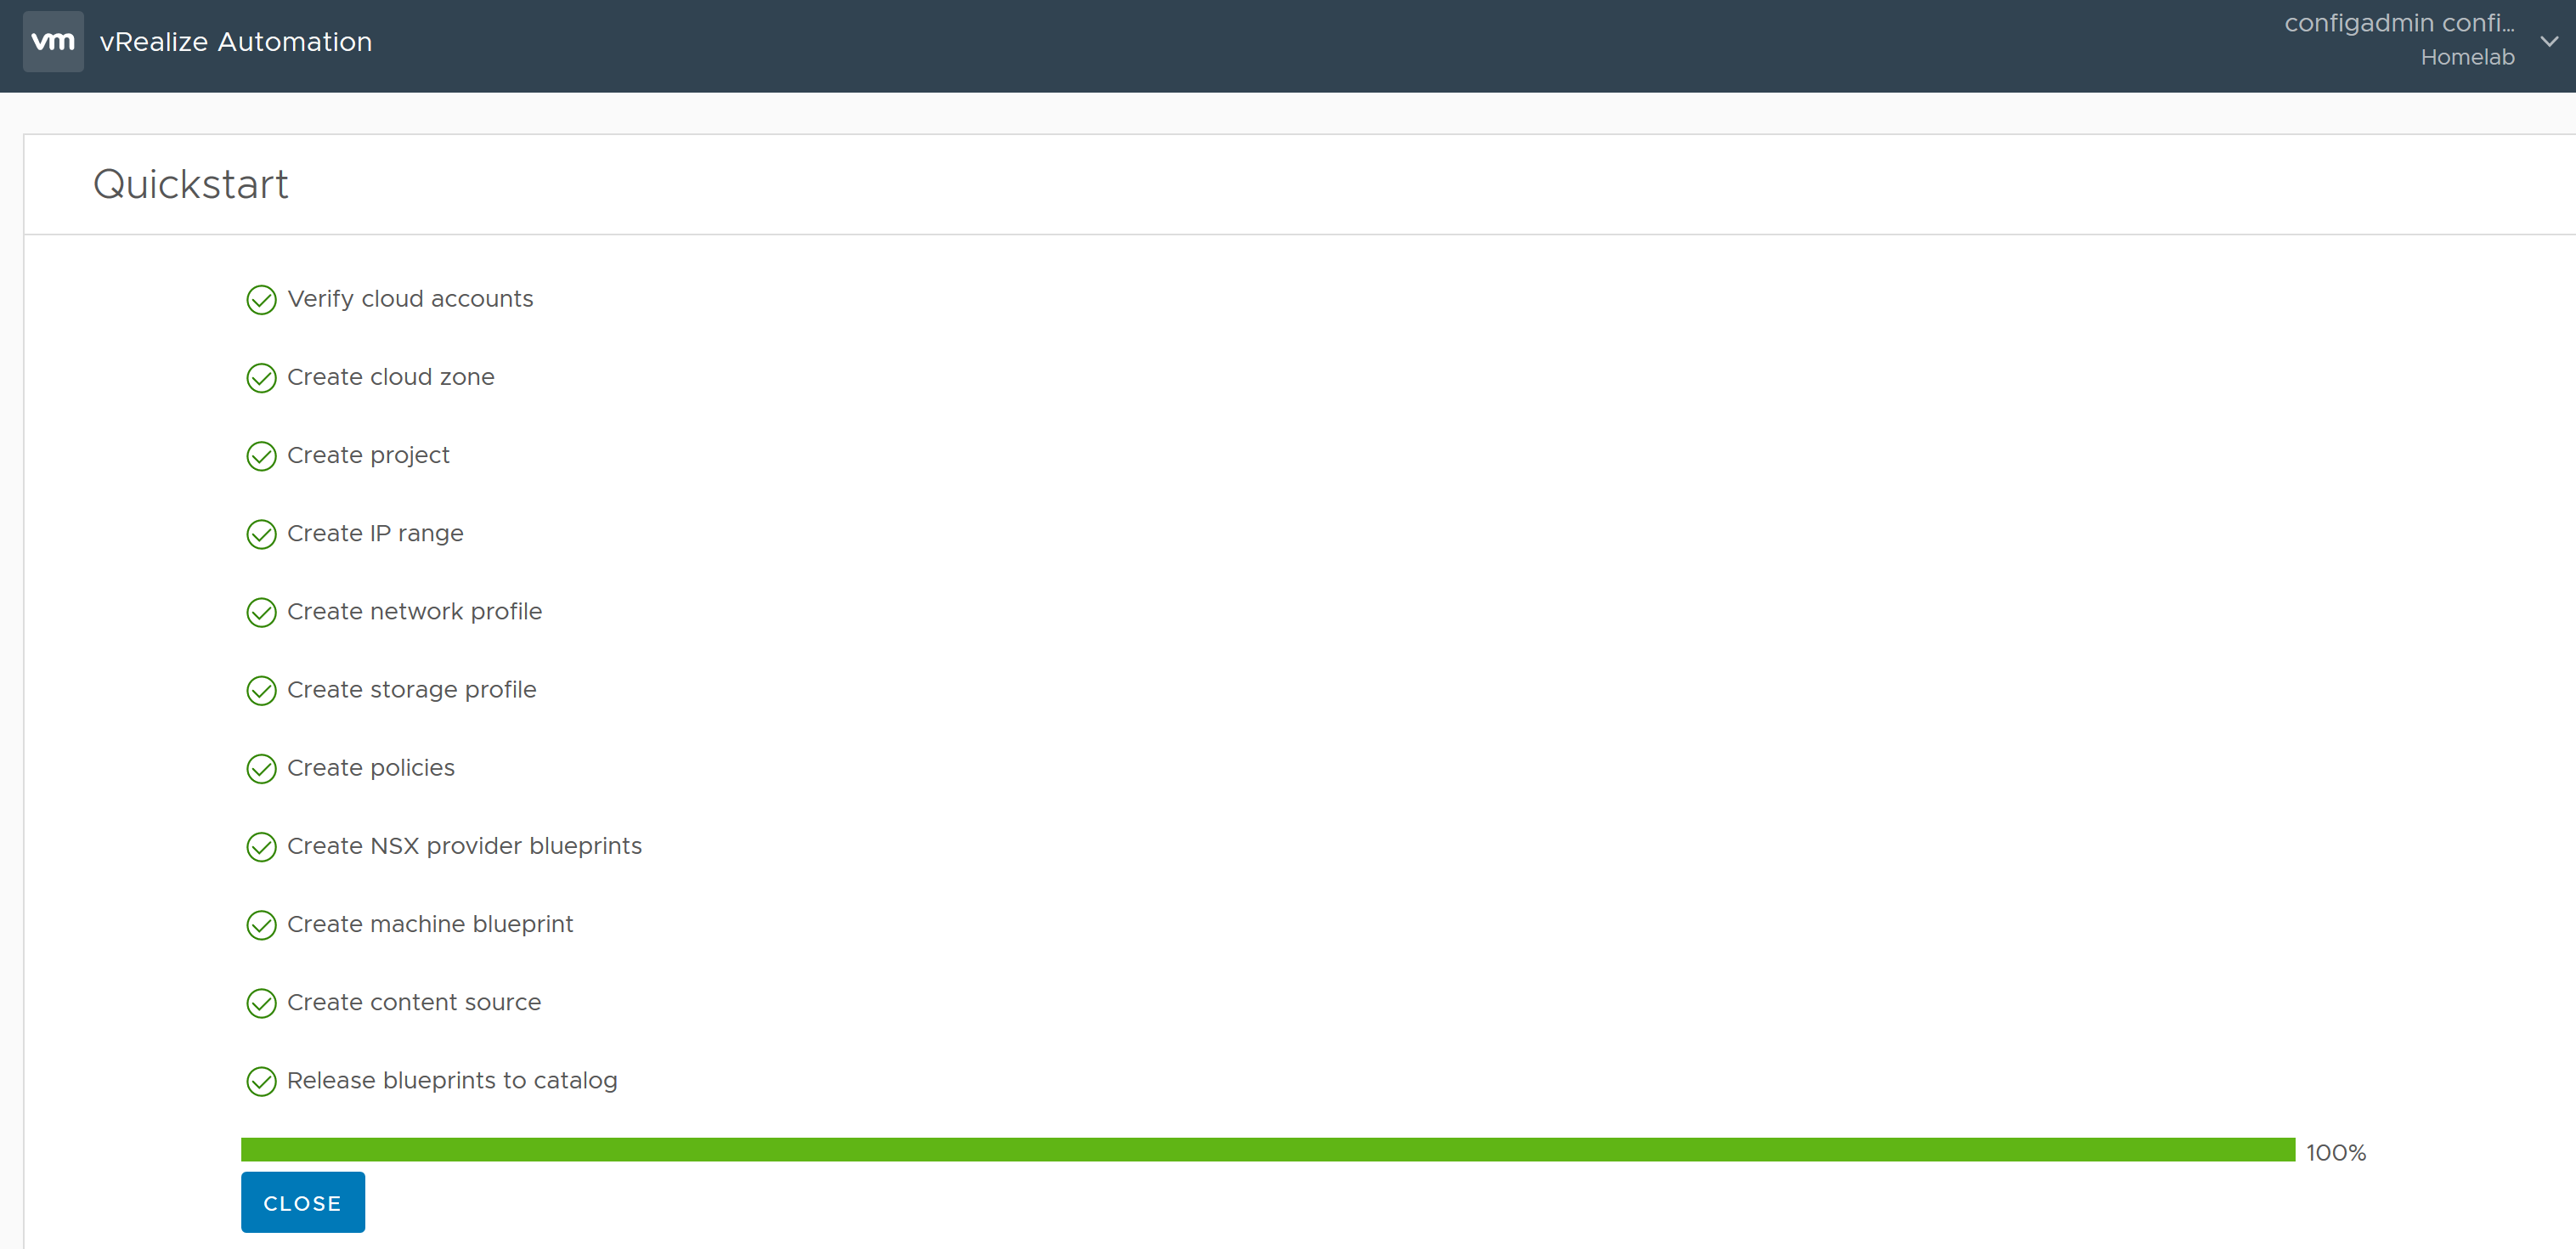 vm vRealize Automation
configadmin confi...
Homelab
Quickstart
Verify cloud accounts
Create cloud zone
Create project
Create IP range
Create network profile
Create storage profile
Create policies
Create NSX provider blueprints
Create machine blueprint
Create content source
Release blueprints to catalog
100%
CLOSE